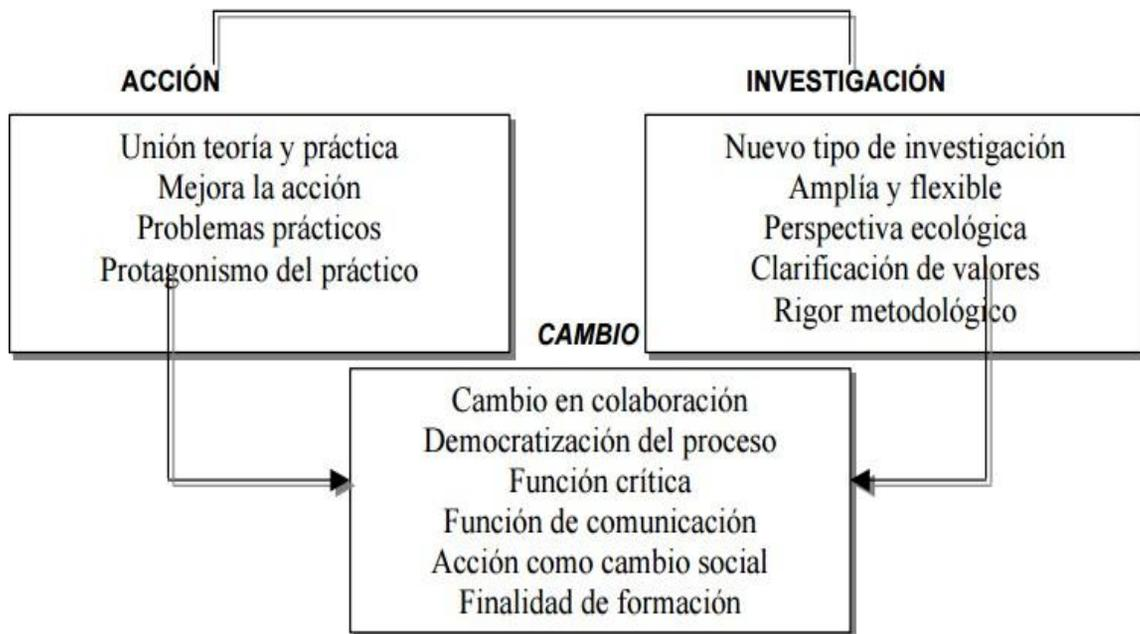 ACCIÓN
Unión teoría y práctica
Mejora la acción
Problemas prácticos
Protagonismo del práctico
INVESTIGACIÓN
Nuevo tipo de investigación
Amplía y flexible
Perspectiva ecológica
Clarificación de valores
Rigor metodológico
CAMBIO
Cambio en colaboración
Democratización del proceso
Función crítica
Función de comunicación
Acción como cambio social
Finalidad de formación